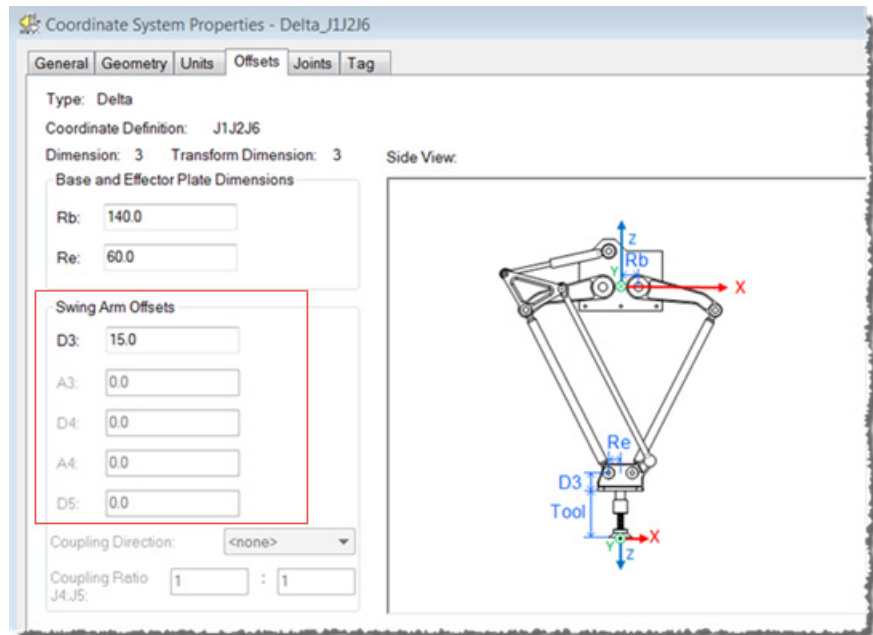 Coordinate System Properties - Delta_J1J2J6
General Geometry Units Offsets Joints Tag
Type: Delta
Coordinate Definition: J1J2J6
Dimension: 3 Transform Dimension: 3
Side View:
Base and Effector Plate Dimensions
Rb: 140.0
Re: 60.0
Swing Arm Offsets
D3: 15.0
A3: 0.0
D4: 0.0
A4: 0.0
D5: 0.0
Coupling Direction: <none>
Coupling Ratio
J4:J5:
1 : 1
Z
Rb
Y
X
Re
D3
Tool
X
Y
Z